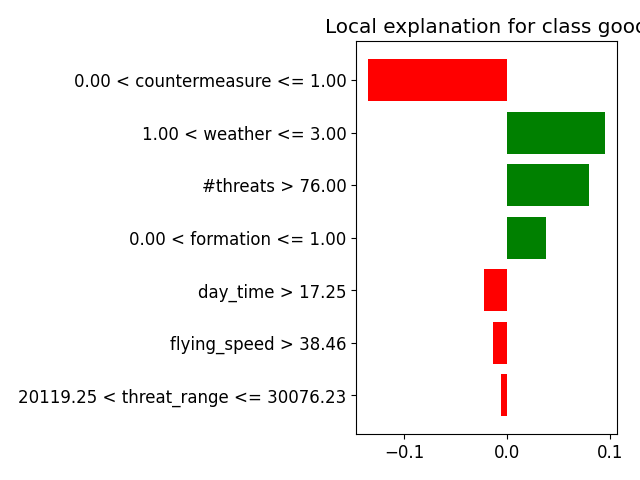 Local explanation for class good
0.00 < countermeasure <= 1.00
1.00 < weather <= 3.00
#threats > 76.00
0.00 < formation <= 1.00
day_time > 17.25
flying_speed > 38.46
20119.25 < threat_range <= 30076.23
−0.1 0.0 0.1